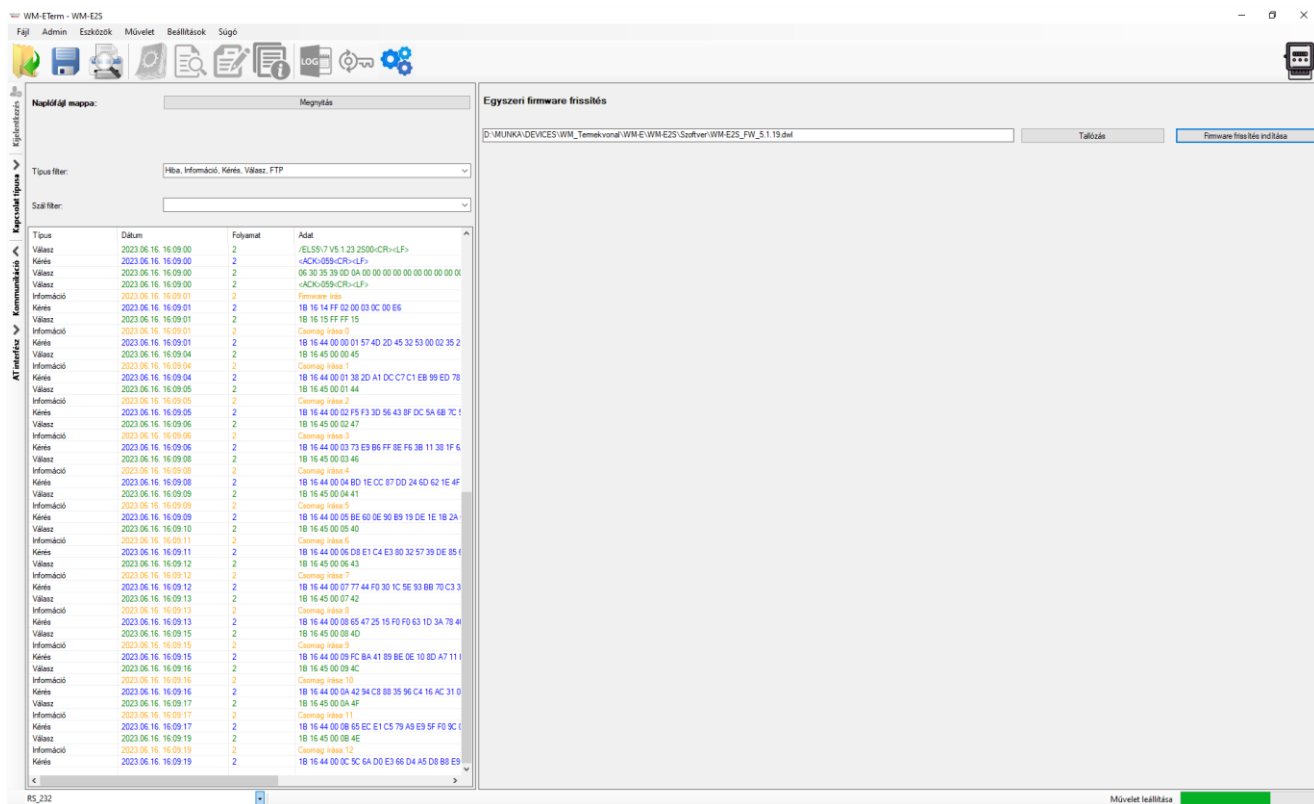 WM-ETerm - WM-E2S
Fájl Admin Eszközök Művelet Beállítások Súgó
LOG
Kijelentkezés
Kapcsolat típusa
Kommunikáció
AT interfész
Naplófájl mappa:
Megnyitás
Típus filter:
Hiba, Információ, Kérés, Válasz, FTP
Szál filter:
Típus Dátum Folyamat Adat
Válasz 2023.06.16. 16:09:00 2 /ELS5\7 V5.1.23 2S00<CR><LF>
Kérés 2023.06.16. 16:09:00 2 <ACK>059<CR><LF>
Válasz 2023.06.16. 16:09:00 2 06 30 35 39 0D 0A 00 00 00 00 00 00 00 00 00 00
Válasz 2023.06.16. 16:09:00 2 <ACK>059<CR><LF>
Információ 2023.06.16. 16:09:01 2 Firmware írás
Kérés 2023.06.16. 16:09:01 2 1B 16 14 FF 02 00 03 0C 00 E6
Válasz 2023.06.16. 16:09:01 2 1B 16 15 FF FF 15
Információ 2023.06.16. 16:09:01 2 Csomag írása:0
Kérés 2023.06.16. 16:09:01 2 1B 16 44 00 00 01 57 4D 2D 45 32 53 00 02 35 2
Válasz 2023.06.16. 16:09:04 2 1B 16 45 00 00 45
Információ 2023.06.16. 16:09:04 2 Csomag írása:1
Kérés 2023.06.16. 16:09:04 2 1B 16 44 00 01 38 2D A1 DC C7 C1 EB 99 ED 78
Válasz 2023.06.16. 16:09:05 2 1B 16 45 00 01 44
Információ 2023.06.16. 16:09:05 2 Csomag írása:2
Kérés 2023.06.16. 16:09:05 2 1B 16 44 00 02 F5 F3 3D 56 43 8F DC 5A 6B 7C
Válasz 2023.06.16. 16:09:06 2 1B 16 45 00 02 47
Információ 2023.06.16. 16:09:06 2 Csomag írása:3
Kérés 2023.06.16. 16:09:06 2 1B 16 44 00 03 73 E9 B6 FF 8E F6 3B 11 38 1F
Válasz 2023.06.16. 16:09:08 2 1B 16 45 00 03 46
Információ 2023.06.16. 16:09:08 2 Csomag írása:4
Kérés 2023.06.16. 16:09:08 2 1B 16 44 00 04 BD 1E CC 87 DD 24 6D 62 1E 4F
Válasz 2023.06.16. 16:09:09 2 1B 16 45 00 04 41
Információ 2023.06.16. 16:09:09 2 Csomag írása:5
Kérés 2023.06.16. 16:09:09 2 1B 16 44 00 05 BE 60 0E 90 B9 19 DE 1E 1B 2A
Válasz 2023.06.16. 16:09:10 2 1B 16 45 00 05 40
Információ 2023.06.16. 16:09:11 2 Csomag írása:6
Kérés 2023.06.16. 16:09:11 2 1B 16 44 00 06 D8 E1 C4 E3 80 32 57 39 DE 85
Válasz 2023.06.16. 16:09:12 2 1B 16 45 00 06 43
Információ 2023.06.16. 16:09:12 2 Csomag írása:7
Kérés 2023.06.16. 16:09:12 2 1B 16 44 00 07 77 44 F0 30 1C 5E 93 BB 70 C3 3
Válasz 2023.06.16. 16:09:13 2 1B 16 45 00 07 42
Információ 2023.06.16. 16:09:13 2 Csomag írása:8
Kérés 2023.06.16. 16:09:13 2 1B 16 44 00 08 65 47 25 15 F0 F0 63 1D 3A 78
Válasz 2023.06.16. 16:09:15 2 1B 16 45 00 08 4D
Információ 2023.06.16. 16:09:15 2 Csomag írása:9
Kérés 2023.06.16. 16:09:15 2 1B 16 44 00 09 FC BA 41 89 BE 0E 10 8D A7 11
Válasz 2023.06.16. 16:09:16 2 1B 16 45 00 09 4C
Információ 2023.06.16. 16:09:16 2 Csomag írása:10
Kérés 2023.06.16. 16:09:16 2 1B 16 44 00 0A 42 94 C8 88 35 96 C4 16 AC 31 0
Válasz 2023.06.16. 16:09:17 2 1B 16 45 00 0A 4F
Információ 2023.06.16. 16:09:17 2 Csomag írása:11
Kérés 2023.06.16. 16:09:17 2 1B 16 44 00 0B 65 EC E1 C5 79 A9 E9 5F F0 9C
Válasz 2023.06.16. 16:09:19 2 1B 16 45 00 0B 4E
Információ 2023.06.16. 16:09:19 2 Csomag írása:12
Kérés 2023.06.16. 16:09:19 2 1B 16 44 00 0C 5C 6A D0 E3 66 D4 A5 D8 B8 E9
Egyszeri firmware frissítés
D:\MUNKA\DEVICES\WM_Termekvonal\WM-E\WM-E2S\Szoftver\WM-E2S_FW_5.1.19.dwl
Tallózás
Firmware frissítés indítása
RS_232
Művelet leállítása